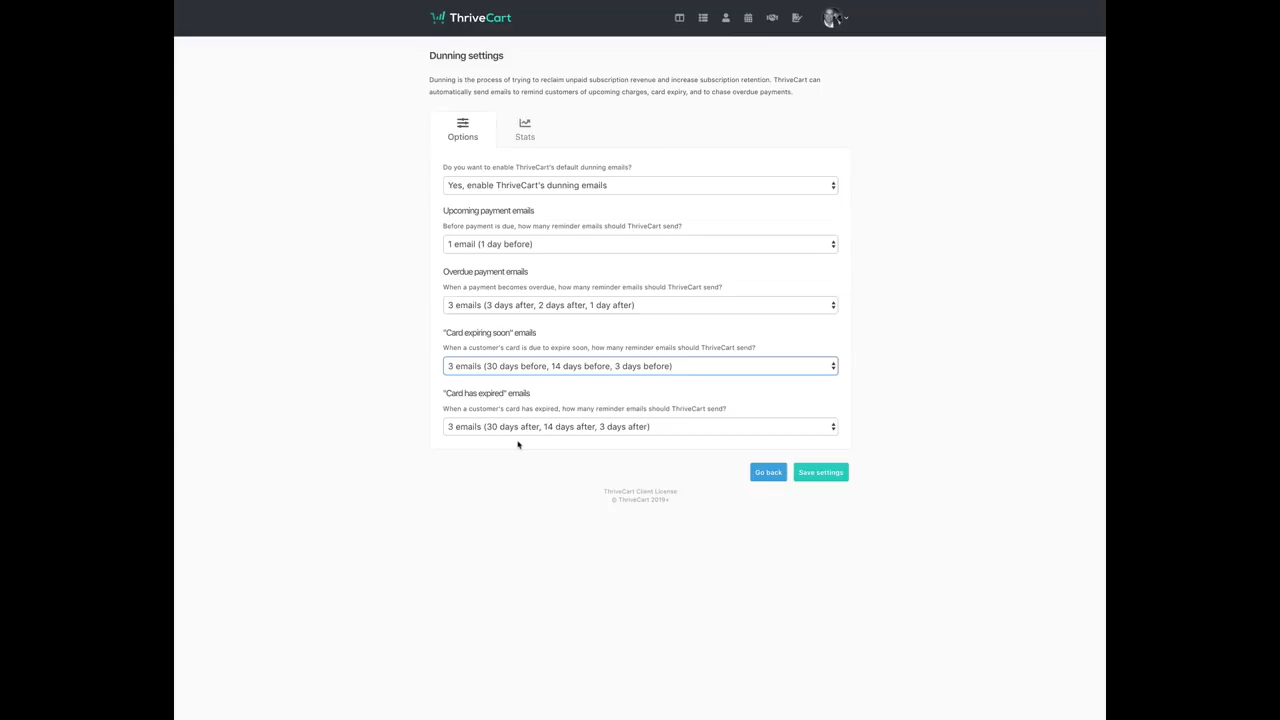 ThriveCart
Dunning settings
Dunning is the process of trying to reclaim unpaid subscription revenue and increase subscription retention. ThriveCart can
automatically send emails to remind customers of upcoming charges, card expiry, and to chase overdue payments.
Options
Stats
Do you want to enable ThriveCart's default dunning emails?
Yes, enable ThriveCart's dunning emails
Upcoming payment emails
Before payment is due, how many reminder emails should ThriveCart send?
1 email (1 day before)
Overdue payment emails
When a payment becomes overdue, how many reminder emails should ThriveCart send?
3 emails (3 days after, 2 days after, 1 day after)
"Card expiring soon" emails
When a customer's card is due to expire soon, how many reminder emails should ThriveCart send?
3 emails (30 days before, 14 days before, 3 days before)
"Card has expired" emails
When a customer's card has expired, how many reminder emails should ThriveCart send?
3 emails (30 days after, 14 days after, 3 days after)
Go back
Save settings
ThriveCart Client License
© ThriveCart 2019+